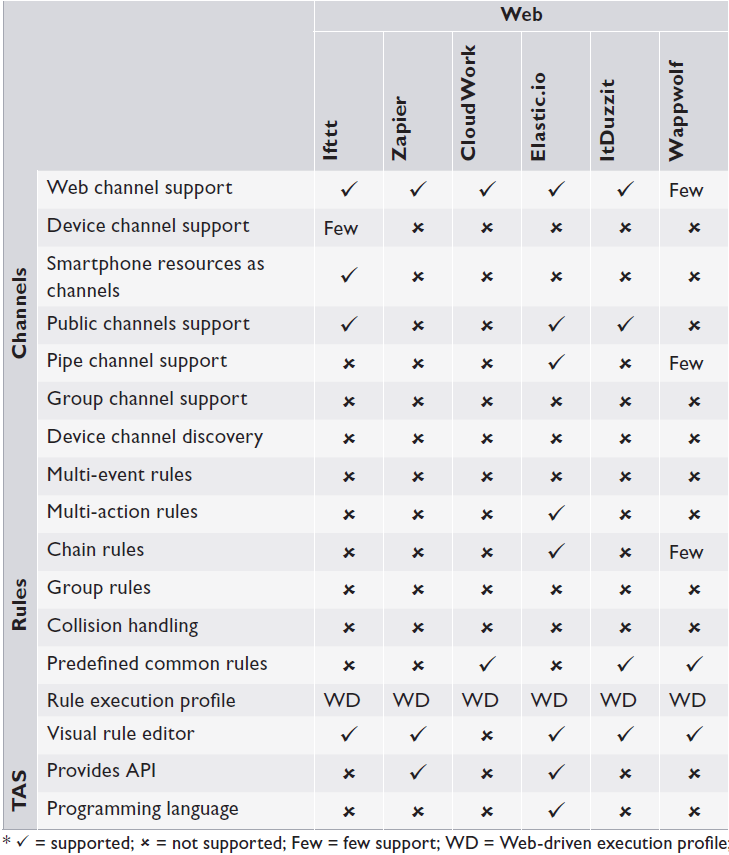 Web
Ifttt Zapier CloudWork Elastic.io ItDuzzit Wappwolf
Channels
Web channel support ✓ ✓ ✓ ✓ ✓ Few
Device channel support Few × × × × ×
Smartphone resources as
channels ✓ × × × × ×
Public channels support ✓ × × ✓ ✓ ×
Pipe channel support × × × ✓ × Few
Group channel support × × × × × ×
Device channel discovery × × × × × ×
Rules
Multi-event rules × × × × × ×
Multi-action rules × × × ✓ × ×
Chain rules × × × ✓ × Few
Group rules × × × × × ×
Collision handling × × × × × ×
Predefined common rules × × ✓ × ✓ ✓
Rule execution profile WD WD WD WD WD WD
TAS
Visual rule editor ✓ ✓ × ✓ ✓ ✓
Provides API × ✓ × ✓ × ×
Programming language × × × ✓ × ×
* ✓ = supported; × = not supported; Few = few support; WD = Web-driven execution profile;